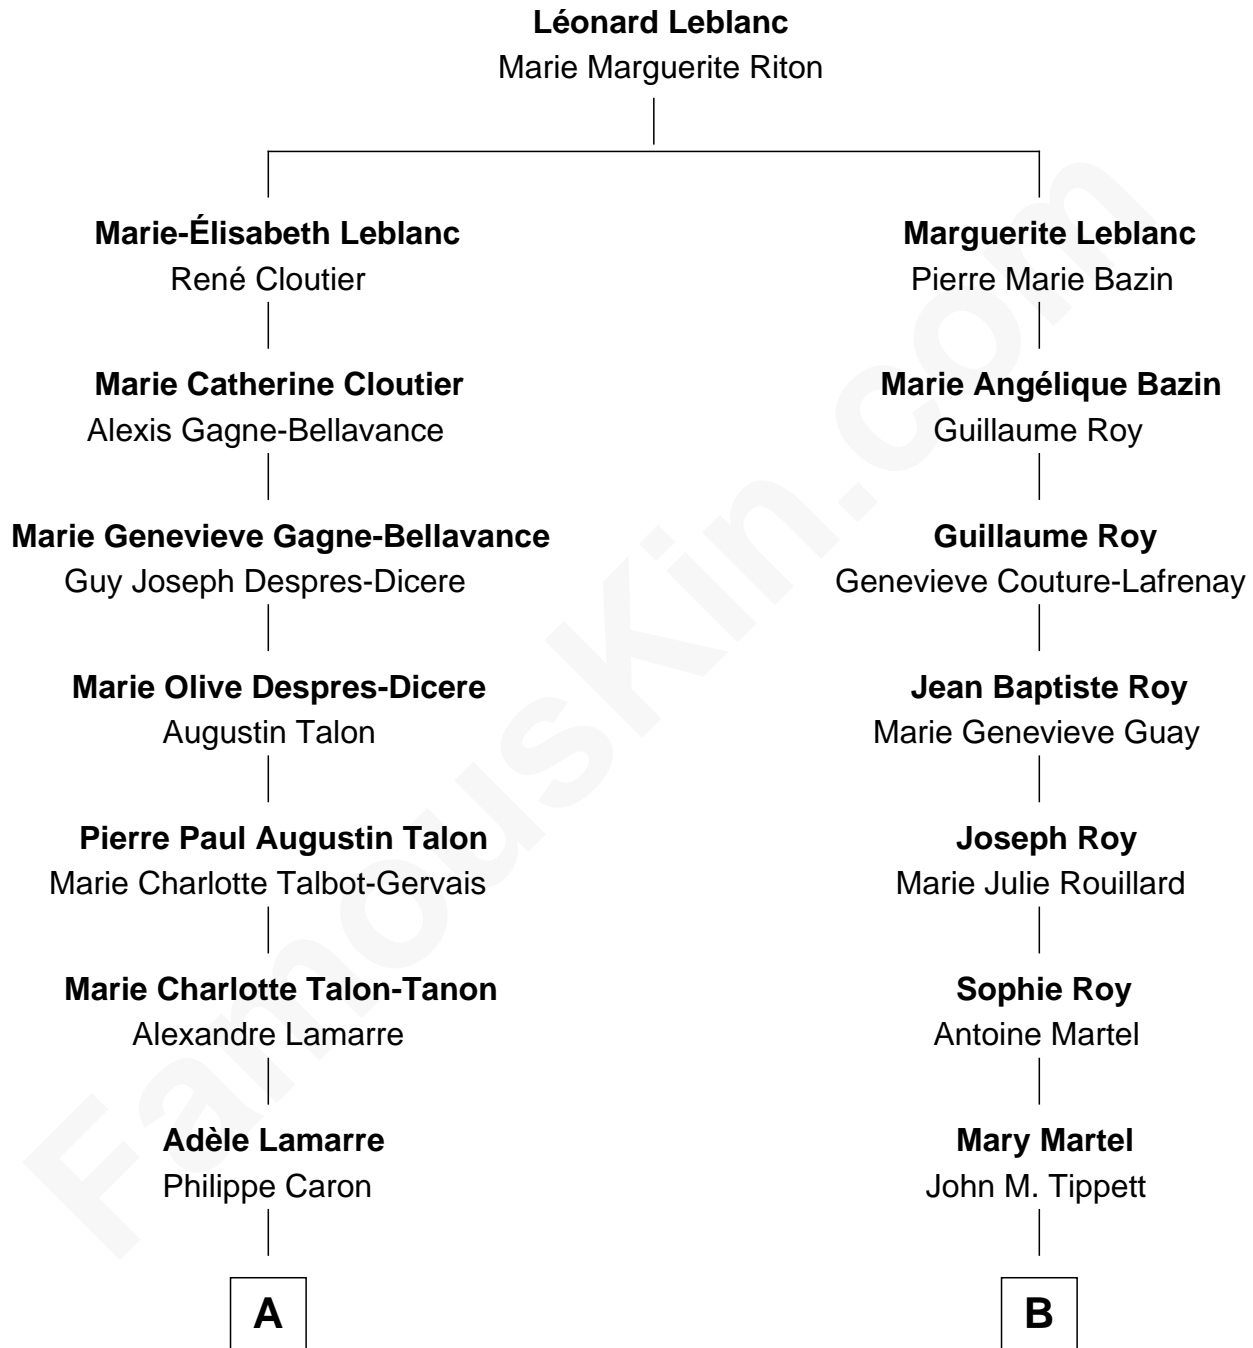 Léonard Leblanc
Marie Marguerite Riton
Marie-Élisabeth Leblanc
René Cloutier
Marguerite Leblanc
Pierre Marie Bazin
Marie Catherine Cloutier
Alexis Gagne-Bellavance
Marie Angélique Bazin
Guillaume Roy
Marie Genevieve Gagne-Bellavance
Guy Joseph Despres-Dicere
Guillaume Roy
Genevieve Couture-Lafrenay
Marie Olive Despres-Dicere
Augustin Talon
Jean Baptiste Roy
Marie Genevieve Guay
Pierre Paul Augustin Talon
Marie Charlotte Talbot-Gervais
Joseph Roy
Marie Julie Rouillard
Marie Charlotte Talon-Tanon
Alexandre Lamarre
Sophie Roy
Antoine Martel
Adèle Lamarre
Philippe Caron
Mary Martel
John M. Tippett
A
B
FamousKin.com